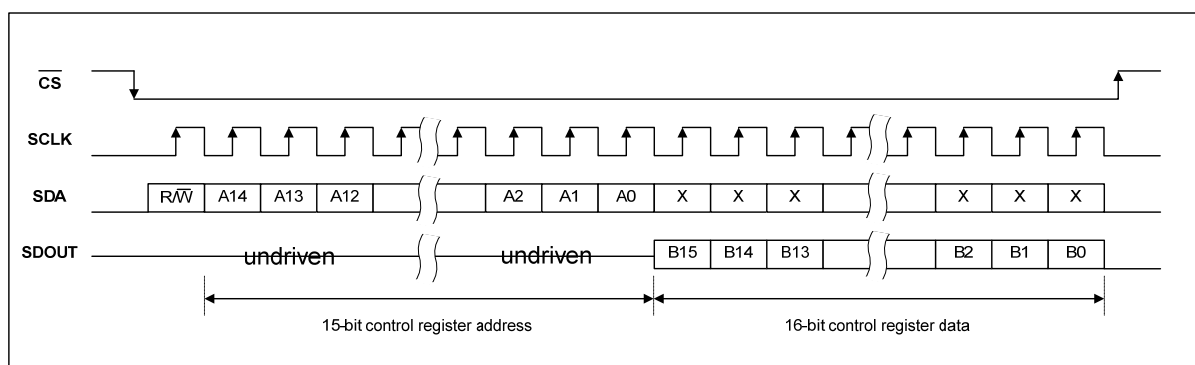 CS
SCLK
SDA R/W A14 A13 A12 A2 A1 A0 X X X X X X
SDOUT undriven undriven B15 B14 B13 B2 B1 B0
15-bit control register address 16-bit control register data